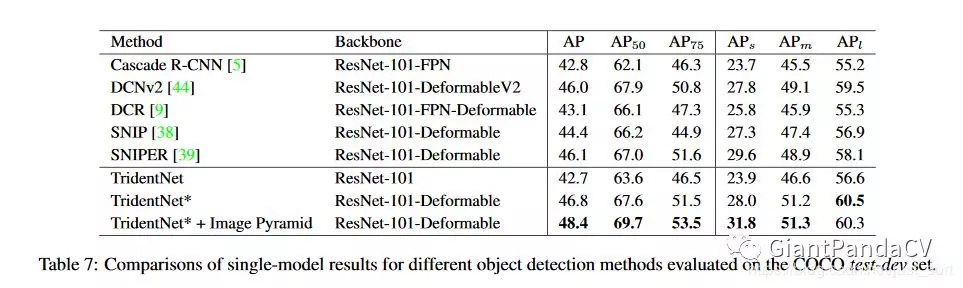 Method Backbone AP AP50 AP75 APs APm APl
Cascade R-CNN [5] ResNet-101-FPN 42.8 62.1 46.3 23.7 45.5 55.2
DCNv2 [44] ResNet-101-DeformableV2 46.0 67.9 50.8 27.8 49.1 59.5
DCR [9] ResNet-101-FPN-Deformable 43.1 66.1 47.3 25.8 45.9 55.3
SNIP [38] ResNet-101-Deformable 44.4 66.2 44.9 27.3 47.4 56.9
SNIPER [39] ResNet-101-Deformable 46.1 67.0 51.6 29.6 48.9 58.1
TridentNet ResNet-101 42.7 63.6 46.5 23.9 46.6 56.6
TridentNet* ResNet-101-Deformable 46.8 67.6 51.5 28.0 51.2 60.5
TridentNet* + Image Pyramid ResNet-101-Deformable 48.4 69.7 53.5 31.8 51.3 60.3
GiantPandaCV
Table 7: Comparisons of single-model results for different object detection methods evaluated on the COCO test-dev set.